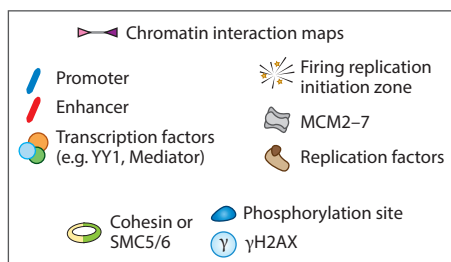 Chromatin interaction maps
Promoter
Enhancer
Transcription factors
(e.g. YY1, Mediator)
Firing replication
initiation zone
MCM2–7
Replication factors
Cohesin or
SMC5/6
Phosphorylation site
γ γH2AX